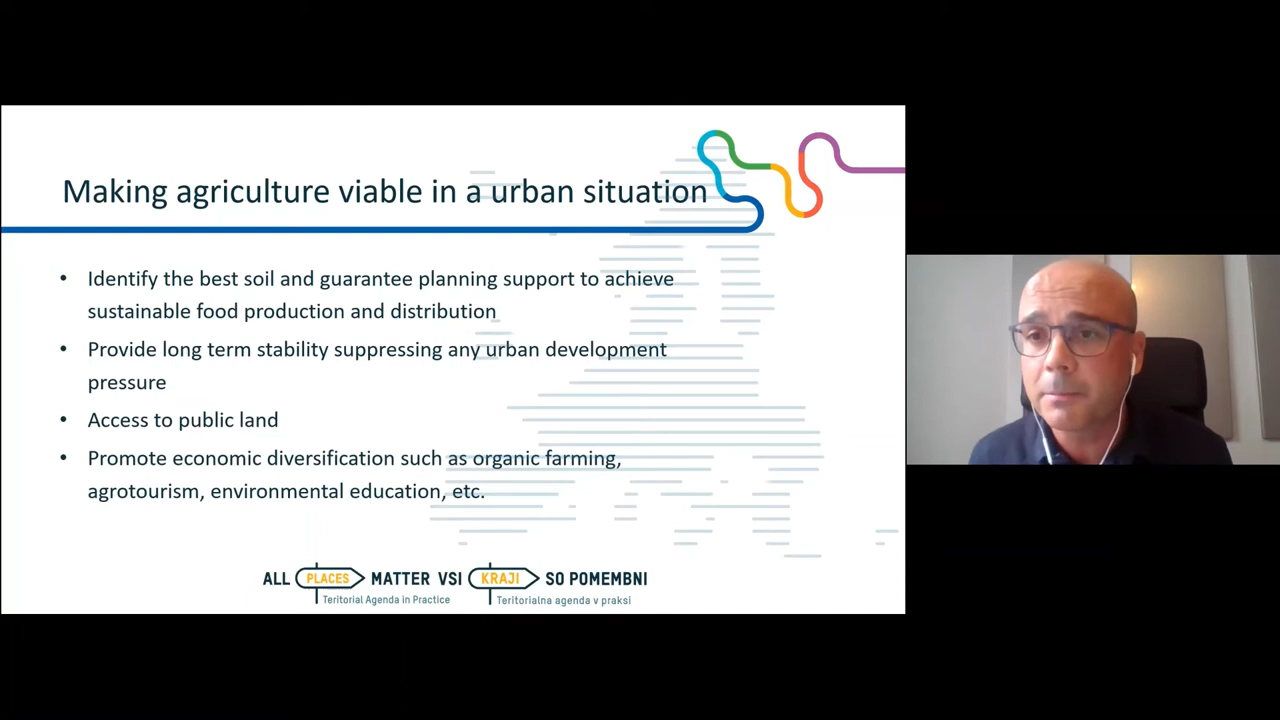 Making agriculture viable in a urban situation
• Identify the best soil and guarantee planning support to achieve
sustainable food production and distribution
• Provide long term stability suppressing any urban development
pressure
• Access to public land
• Promote economic diversification such as organic farming,
agrotourism, environmental education, etc.
ALL PLACES MATTER VSI KRAJI SO POMEMBNI
Teritorial Agenda in Practice Teritorialna agenda v praksi